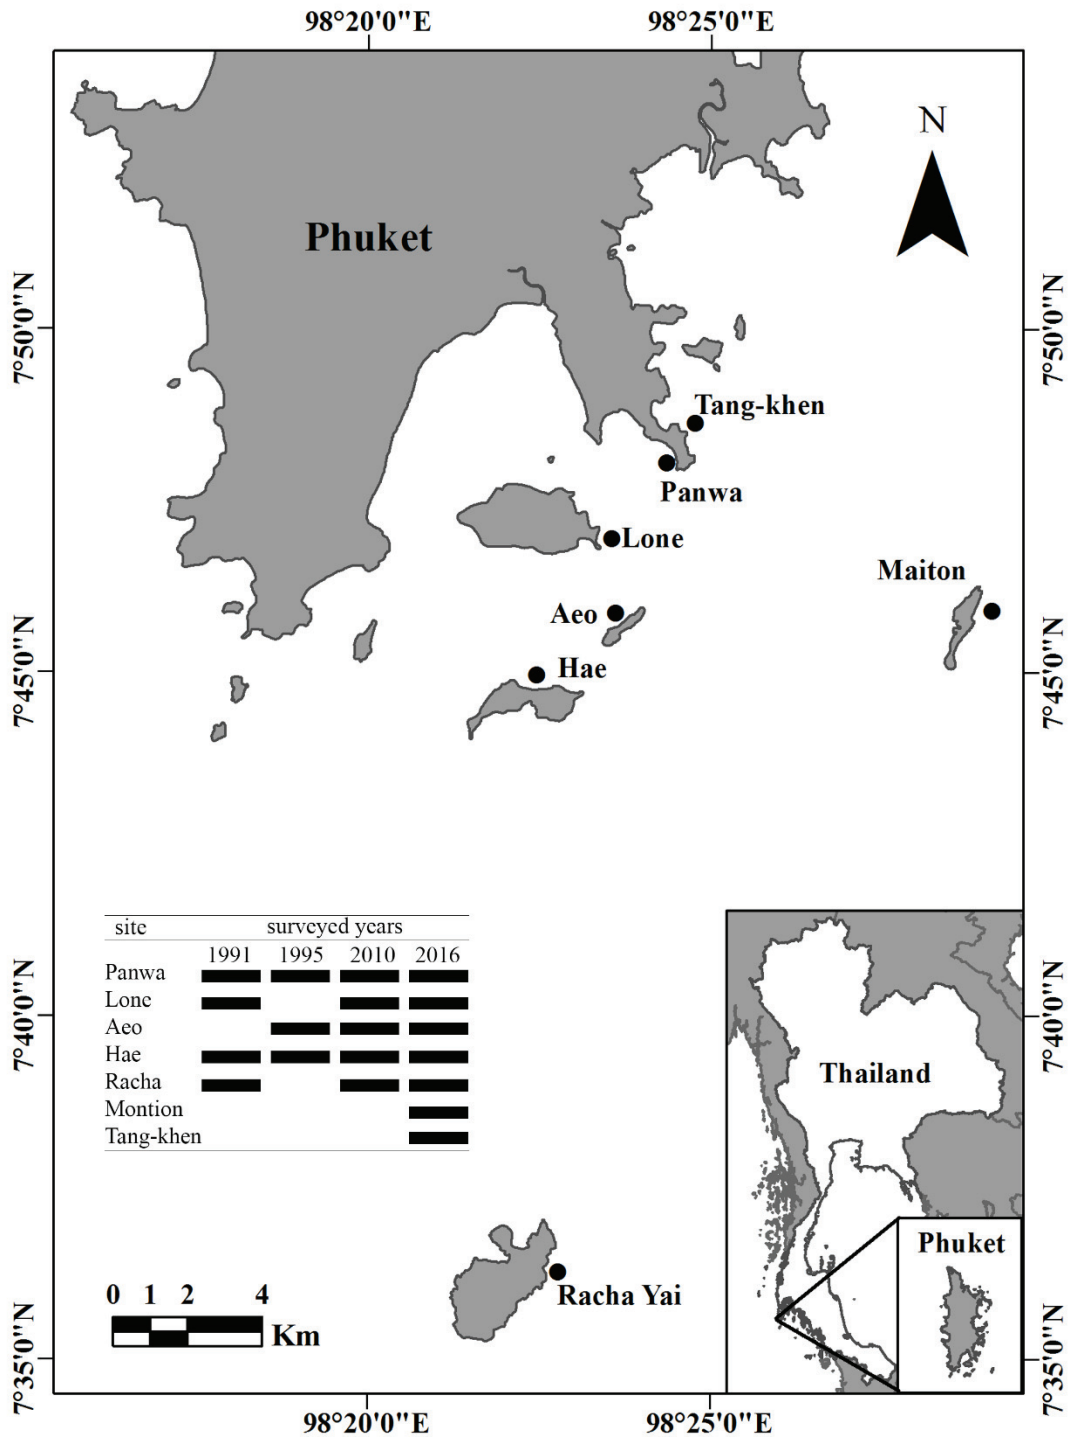 98°20'0"E 98°25'0"E
N
Phuket
7°50'0"N 7°50'0"N
Tang-khen
Panwa
Lone
Maiton
Aeo
Hae
7°45'0"N 7°45'0"N
site surveyed years
1991 1995 2010 2016
Panwa
Lone
Aeo
Hae
Racha
Montion
Tang-khen
7°40'0"N 7°40'0"N
Thailand
Phuket
Racha Yai
0 1 2 4
Km
7°35'0"N 7°35'0"N
98°20'0"E 98°25'0"E